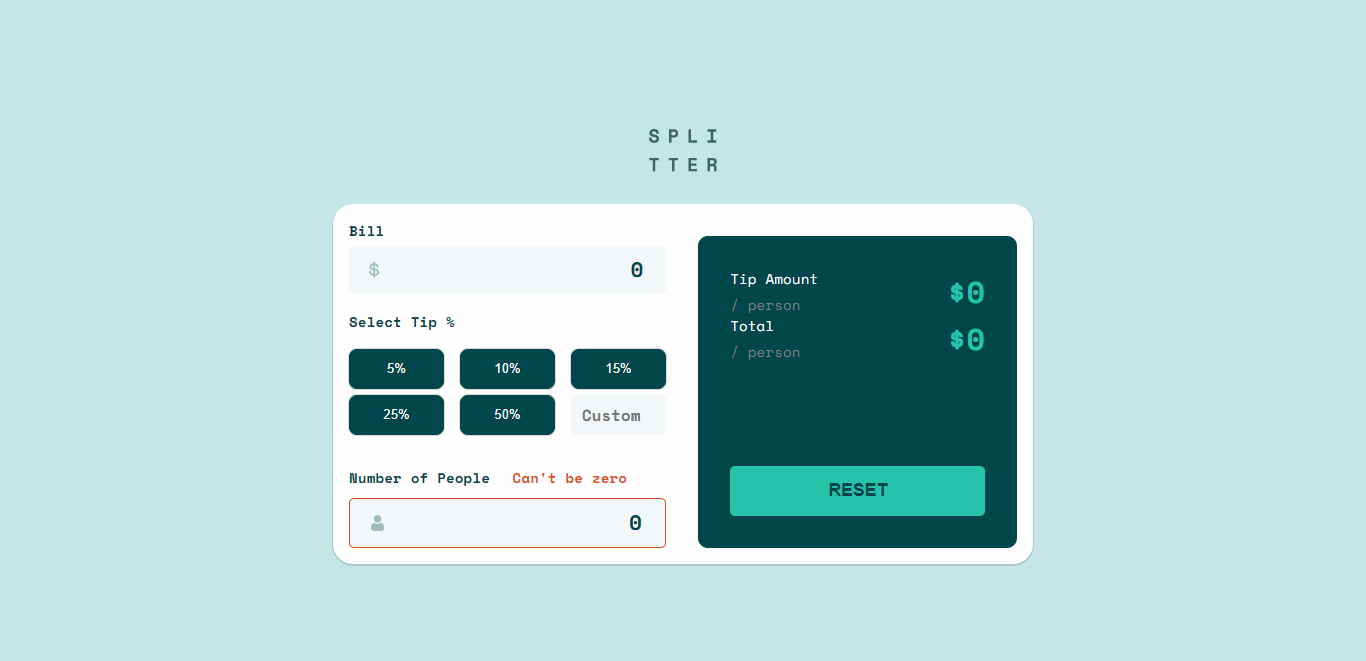 SPLI
TTER
Bill
$ 0
Select Tip %
5% 10% 15%
25% 50% Custom
Number of People Can't be zero
0
Tip Amount
/ person
$0
Total
/ person
$0
RESET